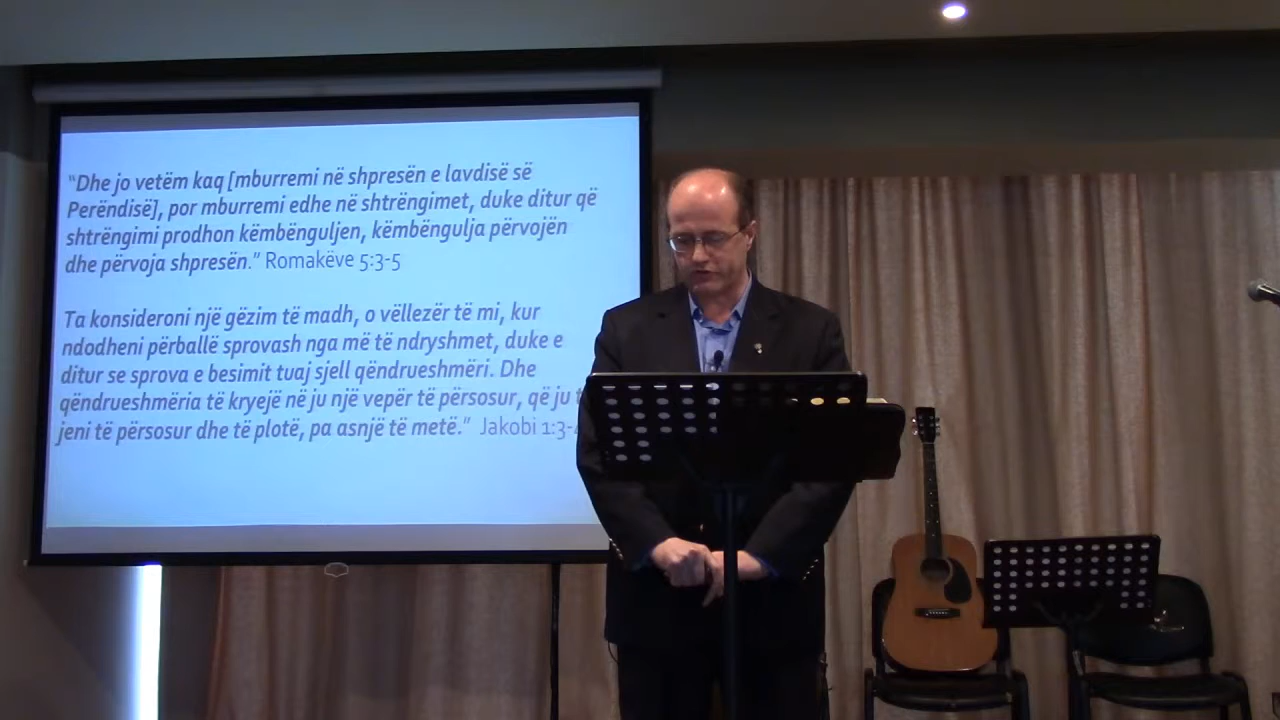 “Dhe jo vetëm kaq [mburremi në shpresën e lavdisë së
Perëndisë], por mburremi edhe në shtrëngimet, duke ditur që
shtrëngimi prodhon këmbënguljen, këmbëngulja përvojën
dhe përvoja shpresën.” Romakëve 5:3-5
Ta konsideroni një gëzim të madh, o vëllezër të mi, kur
ndodheni përballë sprovash nga më të ndryshmet, duke e
ditur se sprova e besimit tuaj sjell qëndrueshmëri. Dhe
qëndrueshmëria të kryejë në ju një vepër të përsosur, që ju
jeni të përsosur dhe të plotë, pa asnjë të metë.” Jakobi 1:3-